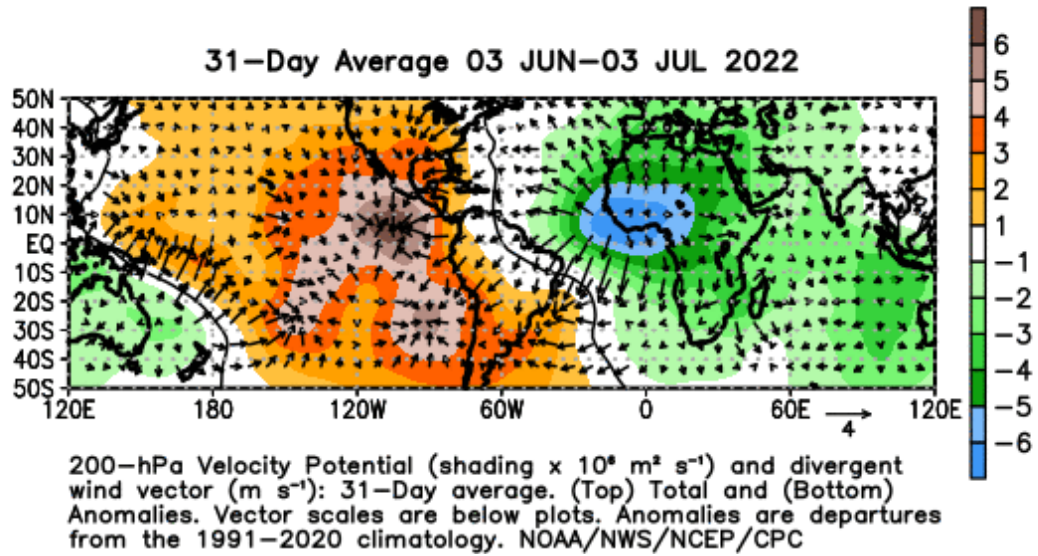 31-Day Average 03 JUN-03 JUL 2022
50N
40N
30N
20N
10N
EQ
10S
20S
30S
40S
50S
120E 180 120W 60W 0 60E 120E
4
6
5
4
3
2
1
1
-1
-2
-3
-4
-5
-6
200-hPa Velocity Potential (shading x 10⁶ m² s⁻¹) and divergent
wind vector (m s⁻¹): 31-Day average. (Top) Total and (Bottom)
Anomalies. Vector scales are below plots. Anomalies are departures
from the 1991-2020 climatology. NOAA/NWS/NCEP/CPC